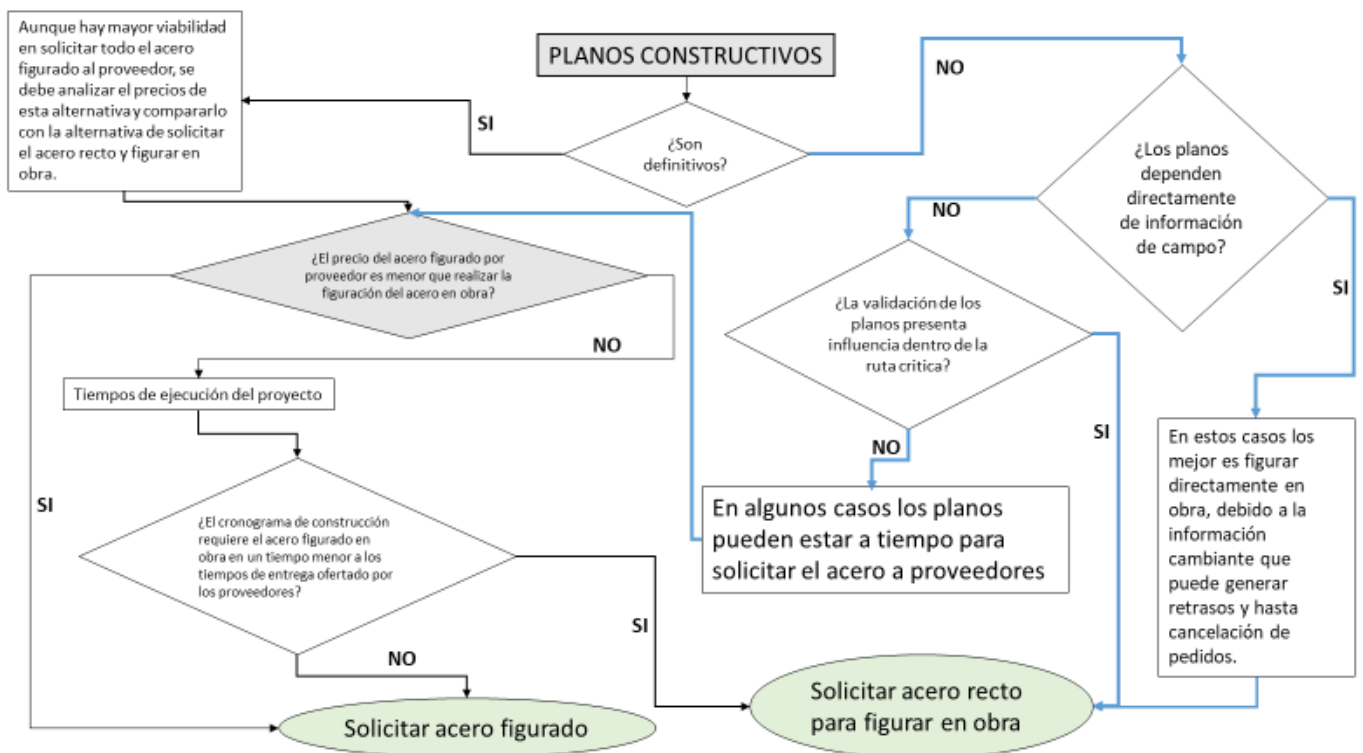 Aunque hay mayor viabilidad
en solicitar todo el acero
figurado al proveedor, se
debe analizar el precios de
esta alternativa y compararlo
con la alternativa de solicitar
el acero recto y figurar en
obra.
PLANOS CONSTRUCTIVOS
SI
NO
¿Son
definitivos?
¿Los planos
dependen
directamente
de información
de campo?
NO
SI
¿El precio del acero figurado por
proveedor es menor que realizar la
figuración del acero en obra?
NO
SI
¿La validación de los
planos presenta
influencia dentro de la
ruta critica?
NO
SI
Tiempos de ejecución del proyecto
En algunos casos los planos
pueden estar a tiempo para
solicitar el acero a proveedores
En estos casos los
mejor es figurar
directamente en
obra, debido a la
información
cambiante que
puede generar
retrasos y hasta
cancelación de
pedidos.
¿El cronograma de construcción
requiere el acero figurado en
obra en un tiempo menor a los
tiempos de entrega ofertado por
los proveedores?
NO
SI
Solicitar acero figurado
Solicitar acero recto
para figurar en obra